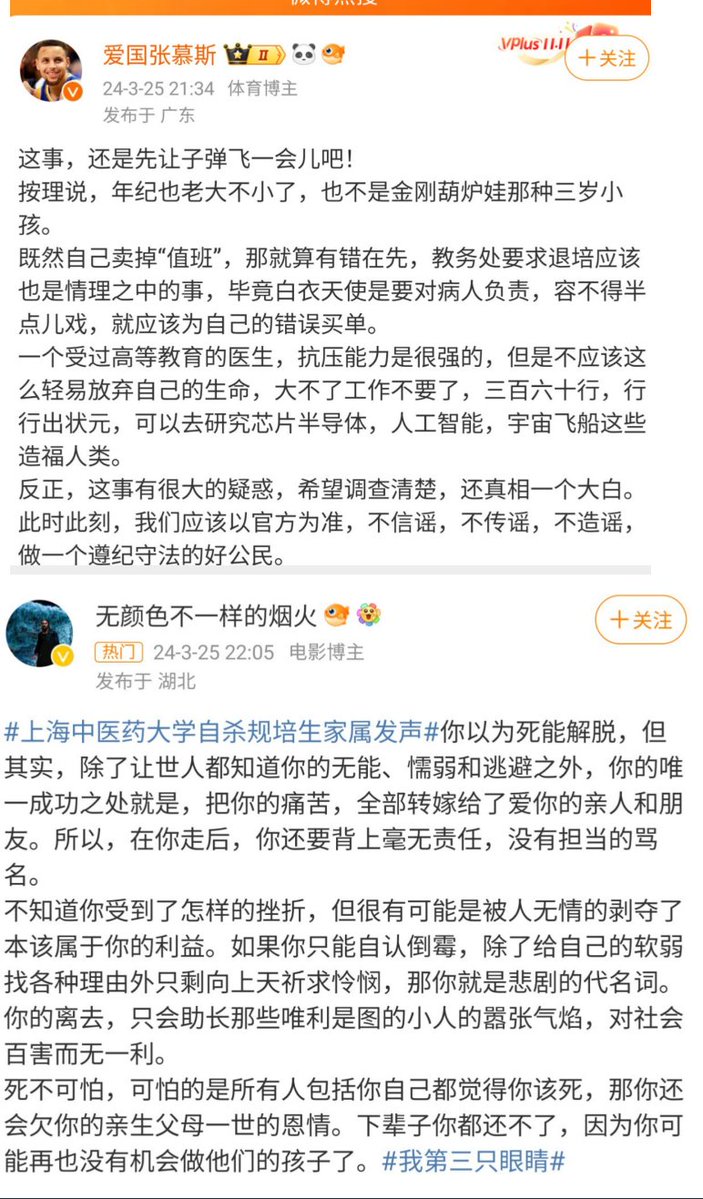 爱国张慕斯
II
VPlus11.11
+关注
24-3-25 21:34 体育博主
发布于 广东
这事，还是先让子弹飞一会儿吧！
按理说，年纪也老大不小了，也不是金刚葫炉娃那种三岁小
孩。
既然自己卖掉“值班”，那就算有错在先，教务处要求退培应该
也是情理之中的事，毕竟白衣天使是要对病人负责，容不得半
点儿戏，就应该为自己的错误买单。
一个受过高等教育的医生，抗压能力是很强的，但是不应该这
么轻易放弃自己的生命，大不了工作不要了，三百六十行，行
行出状元，可以去研究芯片半导体，人工智能，宇宙飞船这些
造福人类。
反正，这事有很大的疑惑，希望调查清楚，还真相一个大白。
此时此刻，我们应该以官方为准，不信谣，不传谣，不造谣，
做一个遵纪守法的好公民。
无颜色不一样的烟火
+关注
热门 24-3-25 22:05 电影博主
发布于 湖北
#上海中医药大学自杀规培生家属发声#你以为死能解脱，但
其实，除了让世人都知道你的无能、懦弱和逃避之外，你的唯
一成功之处就是，把你的痛苦，全部转嫁给了爱你的亲人和朋
友。所以，在你走后，你还要背上毫无责任，没有担当的骂
名。
不知道你受到了怎样的挫折，但很有可能是被人无情的剥夺了
本该属于你的利益。如果你只能自认倒霉，除了给自己的软弱
找各种理由外只剩向上天祈求怜悯，那你就是悲剧的代名词。
你的离去，只会助长那些唯利是图的小人的嚣张气焰，对社会
百害而无一利。
死不可怕，可怕的是所有人包括你自己都觉得你该死，那你还
会欠你的亲生父母一世的恩情。下辈子你都还不了，因为你可
能再也没有机会做他们的孩子了。#我第三只眼睛#